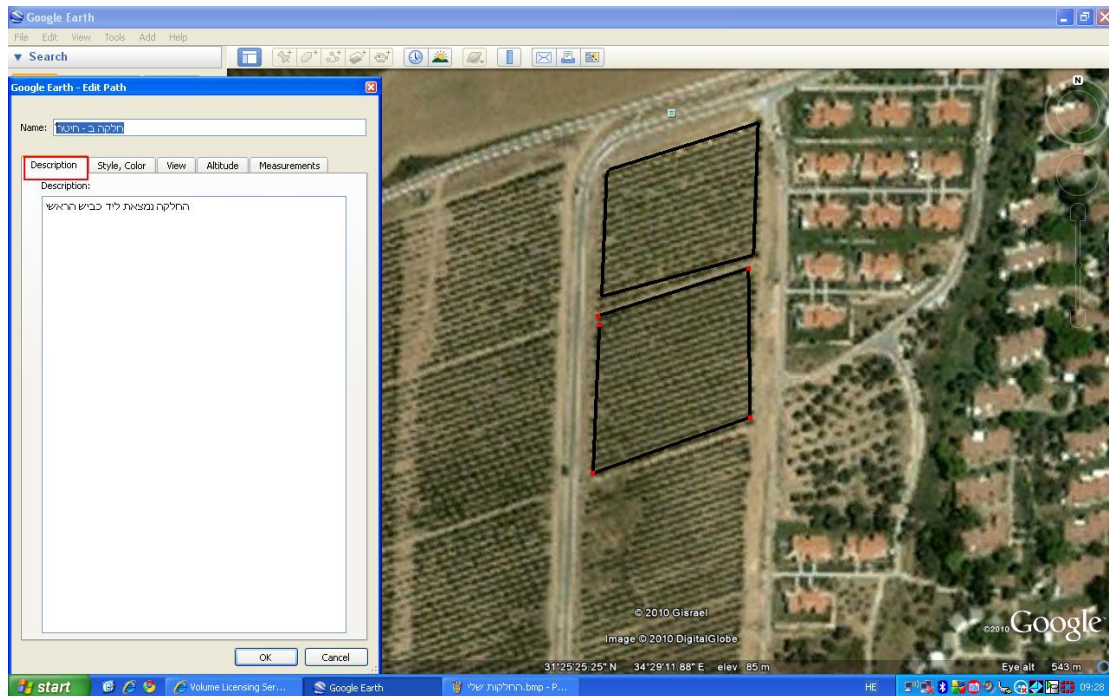 Google Earth
File Edit View Tools Add Help
Search
Google Earth - Edit Path
Name: חלקה ב - חיטה
Description Style, Color View Altitude Measurements
Description:
החלקה נמצאת ליד כביש הראשי
OK Cancel
N
© 2010 Gisrael
Image © 2010 DigitalGlobe
©2010 Google
31°25'25.25" N 34°29'11.88" E elev 85 m
Eye alt 543 m
start
Volume Licensing Ser...
Google Earth
החלקות שלי.bmp - P...
HE
09:28